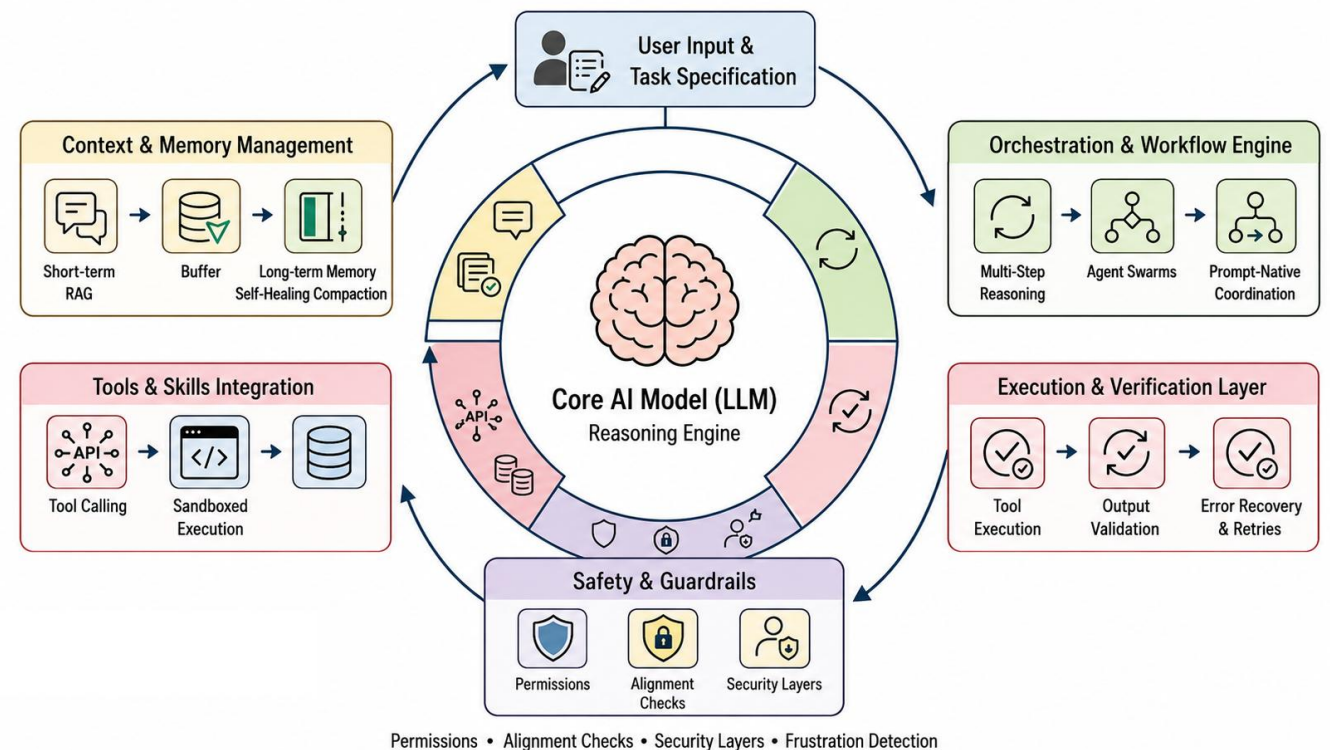 User Input &
Task Specification
Context & Memory Management
Short-term
RAG
Buffer
Long-term Memory
Self-Healing Compaction
Orchestration & Workflow Engine
Multi-Step
Reasoning
Agent Swarms
Prompt-Native
Coordination
Core AI Model (LLM)
Reasoning Engine
API
Tools & Skills Integration
API
Tool Calling
</>
Sandboxed
Execution
Execution & Verification Layer
Tool
Execution
Output
Validation
Error Recovery
& Retries
Safety & Guardrails
Permissions
Alignment
Checks
Security Layers
Permissions • Alignment Checks • Security Layers • Frustration Detection